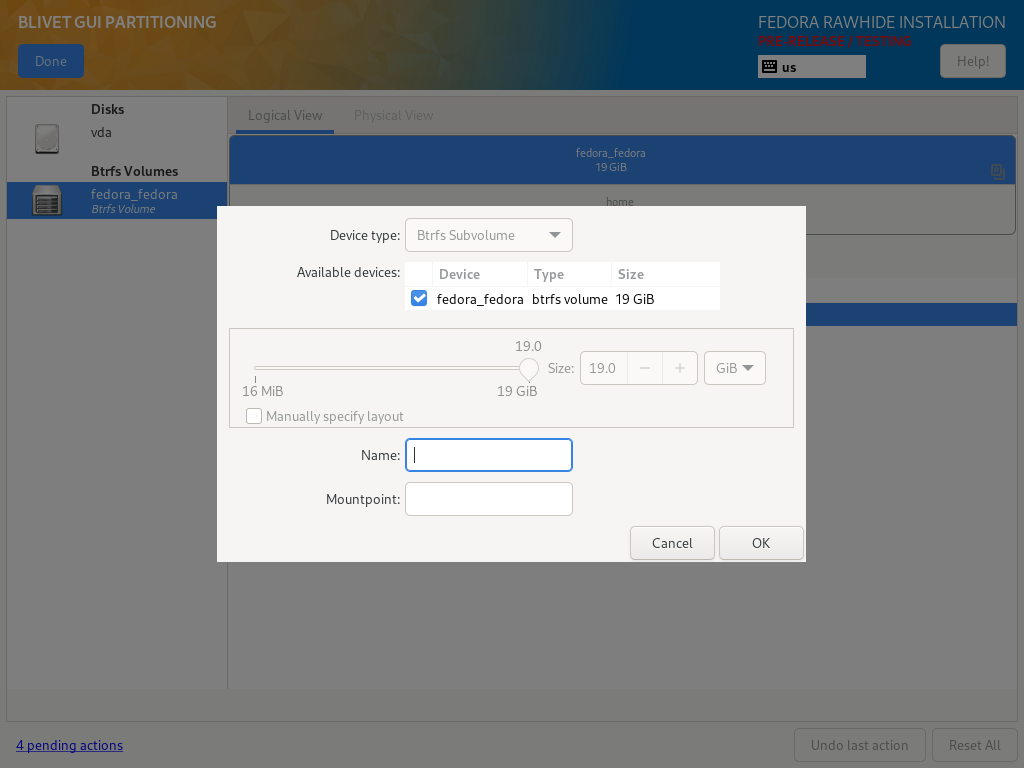 BLIVET GUI PARTITIONING
FEDORA RAWHIDE INSTALLATION
PRE-RELEASE / TESTING
Done
us
Help!
Disks
vda
Btrfs Volumes
fedora_fedora
Btrfs Volume
Logical View
Physical View
fedora_fedora
19 GiB
home
Device type:
Btrfs Subvolume
Available devices:
Device Type Size
fedora_fedora btrfs volume 19 GiB
19.0
Size:
19.0
GiB
16 MiB
19 GiB
Manually specify layout
Name:
Mountpoint:
Cancel
OK
4 pending actions
Undo last action
Reset All